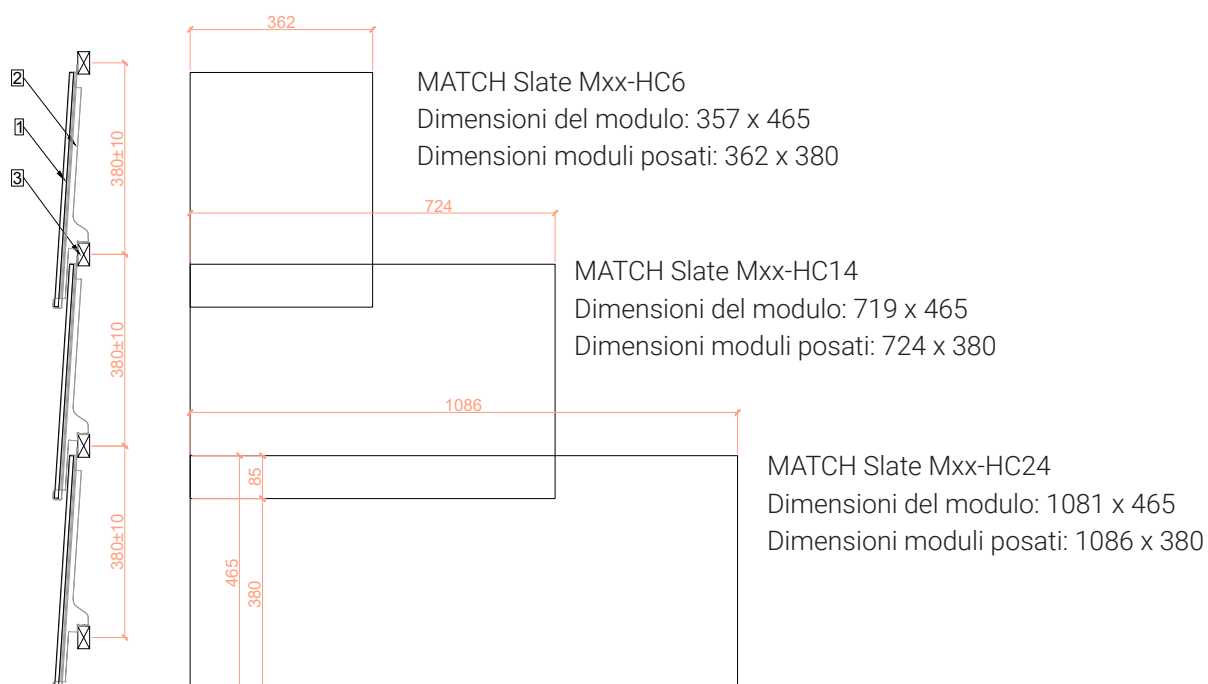 362
2
1
3
380±10
MATCH Slate Mxx-HC6
Dimensioni del modulo: 357 x 465
Dimensioni moduli posati: 362 x 380
724
380±10
MATCH Slate Mxx-HC14
Dimensioni del modulo: 719 x 465
Dimensioni moduli posati: 724 x 380
1086
85
380±10
465
380
MATCH Slate Mxx-HC24
Dimensioni del modulo: 1081 x 465
Dimensioni moduli posati: 1086 x 380